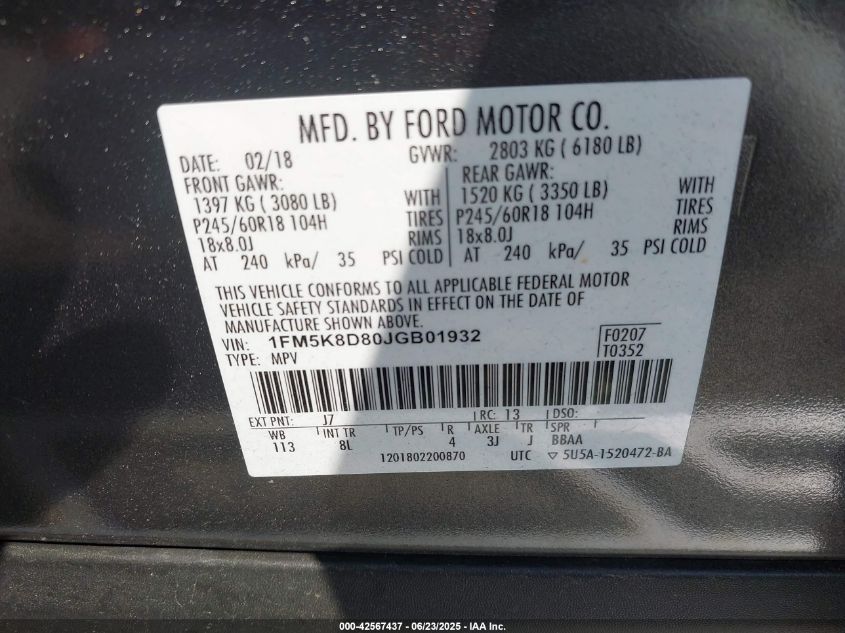 MFD. BY FORD MOTOR CO.
DATE: 02/18 GVWR: 2803 KG ( 6180 LB)
FRONT GAWR: REAR GAWR:
1397 KG ( 3080 LB) WITH 1520 KG ( 3350 LB) WITH
P245/60R18 104H TIRES P245/60R18 104H TIRES
18x8.0J RIMS 18x8.0J RIMS
AT 240 kPa/ 35 PSI COLD AT 240 kPa/ 35 PSI COLD
THIS VEHICLE CONFORMS TO ALL APPLICABLE FEDERAL MOTOR
VEHICLE SAFETY STANDARDS IN EFFECT ON THE DATE OF
MANUFACTURE SHOWN ABOVE.
VIN: 1FM5K8D80JGB01932 F0207
TYPE: MPV T0352
EXT PNT: J7 RC: 13 DSO:
WB INT TR TP/PS R AXLE TR SPR
113 8L 4 3J J BBAA
1201802200870 UTC ▽ 5U5A-1520472-BA
000-42567437 - 06/23/2025 - IAA Inc.